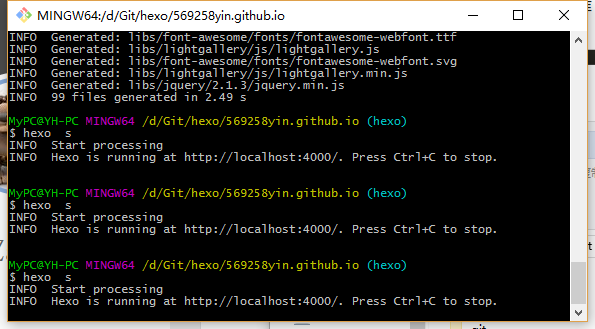 MINGW64:/d/Git/hexo/569258yin.github.io
INFO  Generated: libs/font-awesome/fonts/fontawesome-webfont.ttf
INFO  Generated: libs/lightgallery/js/lightgallery.js
INFO  Generated: libs/font-awesome/fonts/fontawesome-webfont.svg
INFO  Generated: libs/lightgallery/js/lightgallery.min.js
INFO  Generated: libs/jquery/2.1.3/jquery.min.js
INFO  99 files generated in 2.49 s
MyPC@YH-PC MINGW64 /d/Git/hexo/569258yin.github.io (hexo)
$ hexo  s
INFO  Start processing
INFO  Hexo is running at http://localhost:4000/. Press Ctrl+C to stop.
MyPC@YH-PC MINGW64 /d/Git/hexo/569258yin.github.io (hexo)
$ hexo  s
INFO  Start processing
INFO  Hexo is running at http://localhost:4000/. Press Ctrl+C to stop.
MyPC@YH-PC MINGW64 /d/Git/hexo/569258yin.github.io (hexo)
$ hexo  s
INFO  Start processing
INFO  Hexo is running at http://localhost:4000/. Press Ctrl+C to stop.